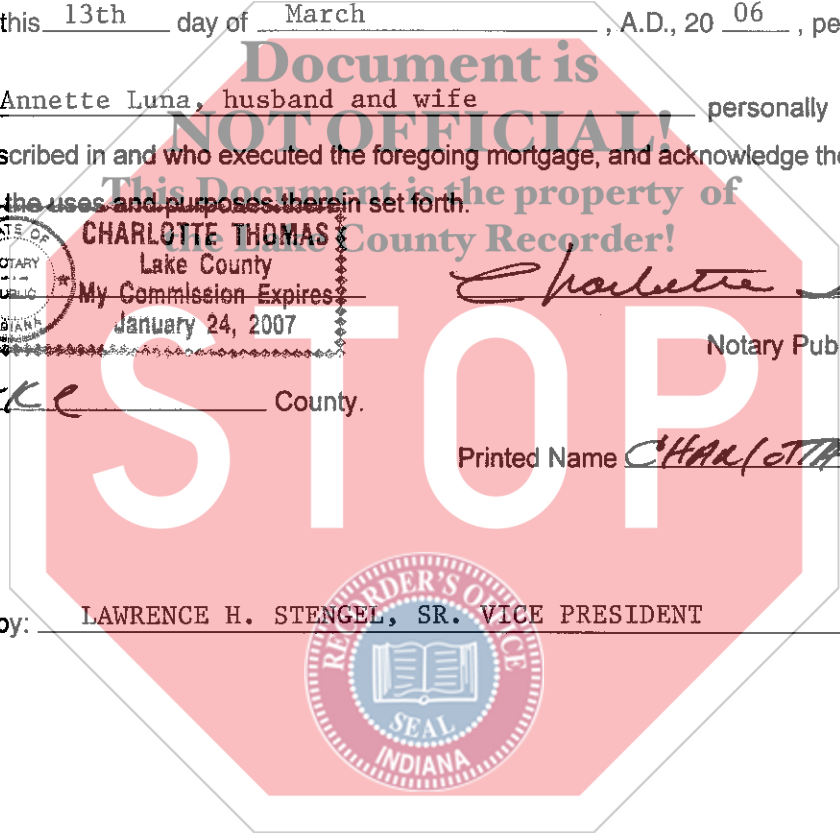 this 13th day of March , A.D., 20 06 , pe
Document is
Annette Luna, husband and wife personally
NOT OFFICIAL!
scribed in and who executed the foregoing mortgage, and acknowledge the
This Document is the property of
the uses and purposes therein set forth.
the Lake County Recorder!
CHARLOTTE THOMAS
Lake County
My Commission Expires
January 24, 2007
Charlotte
Notary Pub
STOP
ke County.
Printed Name CHARlOTTE
by: LAWRENCE H. STENGEL, SR. VICE PRESIDENT
RECORDER'S OFFICE
SEAL
INDIANA